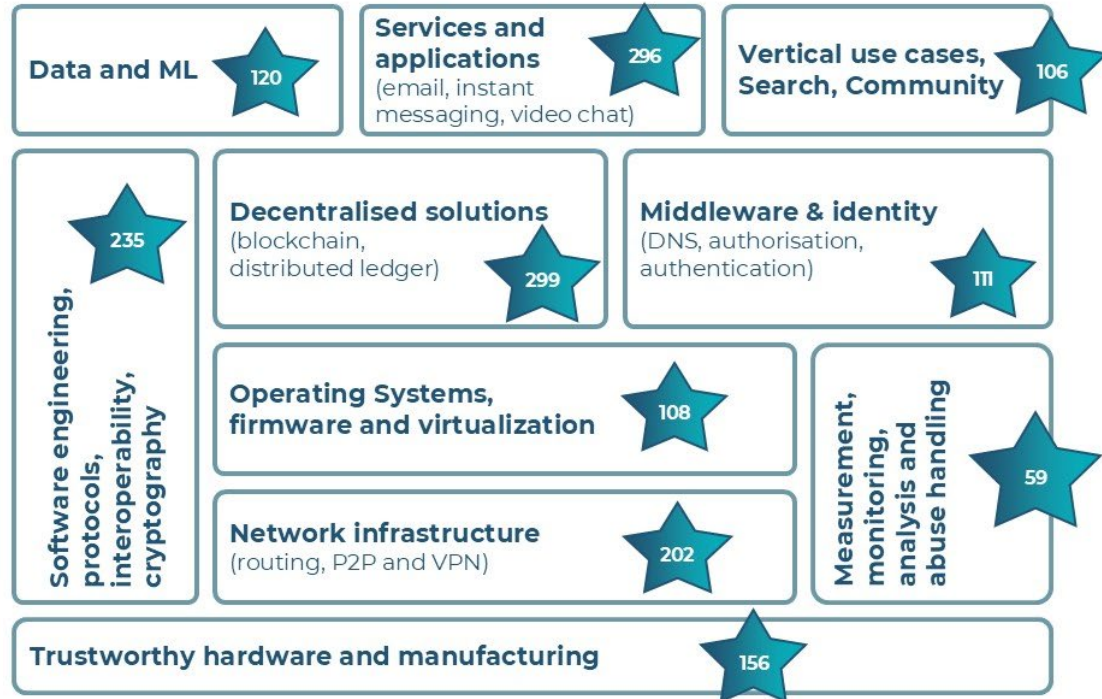 Data and ML
120
Services and
applications
(email, instant
messaging, video chat)
296
Vertical use cases,
Search, Community
106
235
Software engineering,
protocols,
interoperability,
cryptography
Decentralised solutions
(blockchain,
distributed ledger)
299
Middleware & identity
(DNS, authorisation,
authentication)
111
Operating Systems,
firmware and virtualization
108
Measurement,
monitoring,
analysis and
abuse handling
59
Network infrastructure
(routing, P2P and VPN)
202
Trustworthy hardware and manufacturing
156